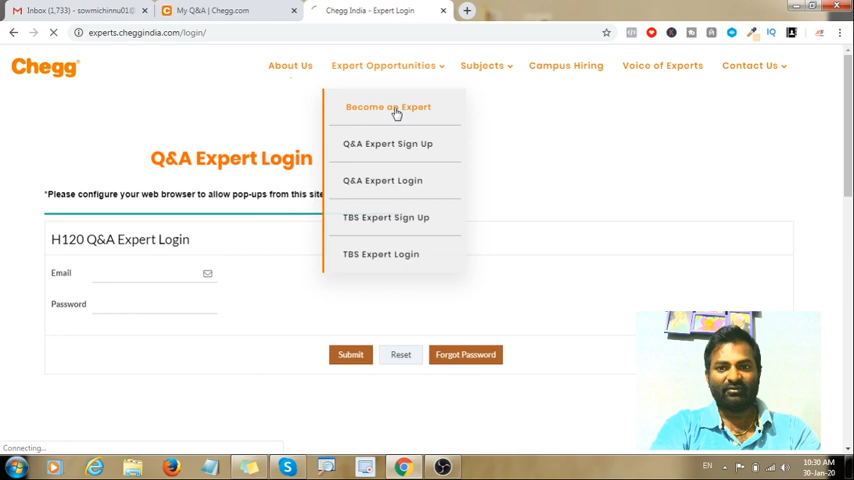 Inbox (1,733) - sowmichinnu01@
My Q&A | Chegg.com
Chegg India - Expert Login
experts.cheggindia.com/login/
Chegg
About Us
Expert Opportunities
Subjects
Campus Hiring
Voice of Experts
Contact Us
Become an Expert
Q&A Expert Sign Up
Q&A Expert Login
TBS Expert Sign Up
TBS Expert Login
Q&A Expert Login
*Please configure your web browser to allow pop-ups from this site
H120 Q&A Expert Login
Email
Password
Submit
Reset
Forgot Password
Connecting...
EN
10:30 AM
30-Jan-20